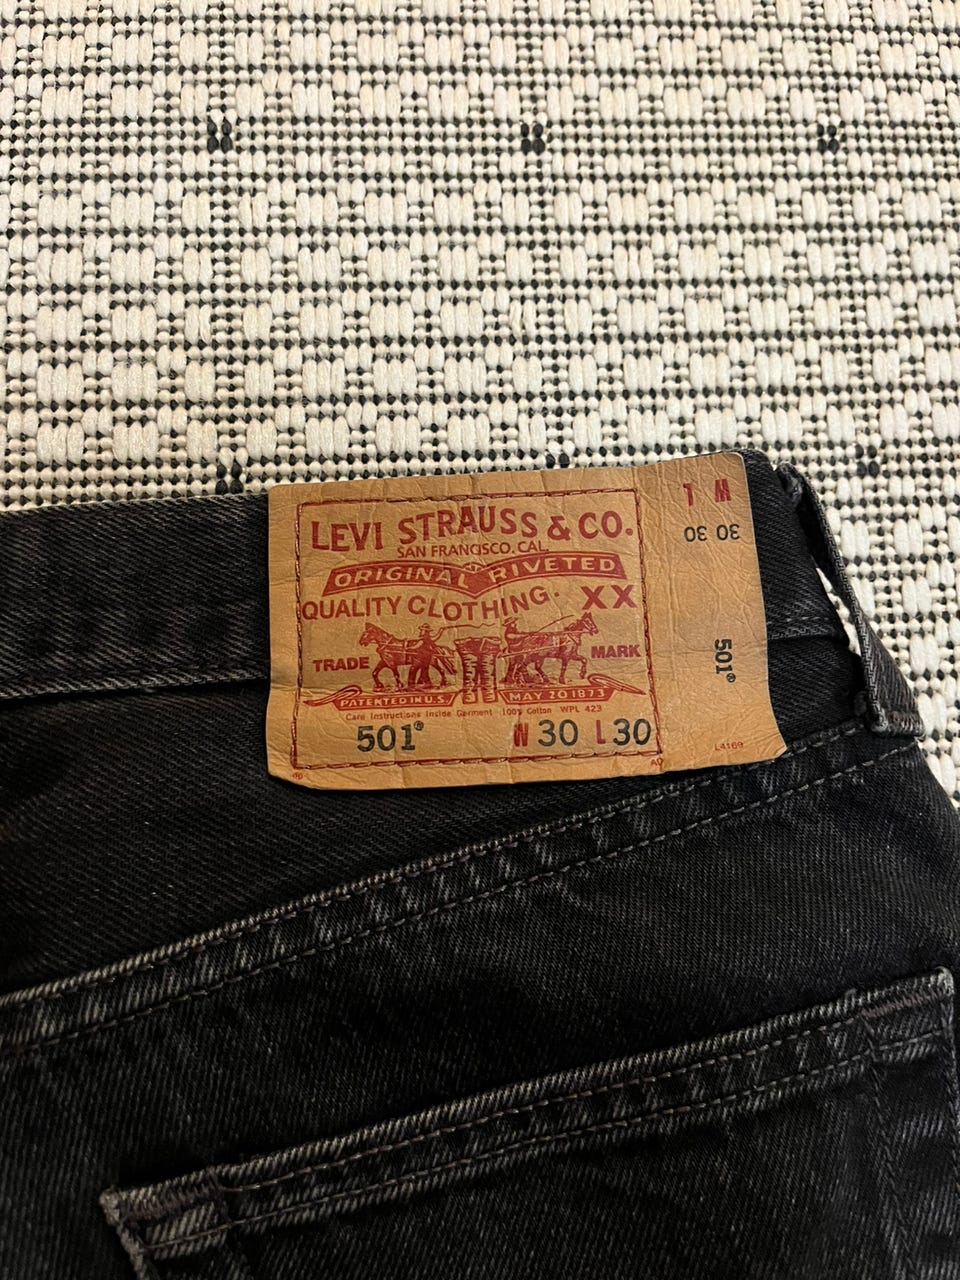 LEVI STRAUSS & CO.
SAN FRANCISCO. CAL.
ORIGINAL RIVETED
QUALITY CLOTHING. XX
TRADE MARK
PATENTED IN U.S. MAY 20 1873
Care Instructions Inside Garment 100% Cotton WPL 423
501® W 30 L 30
®
W L
30 30
501®
L4169